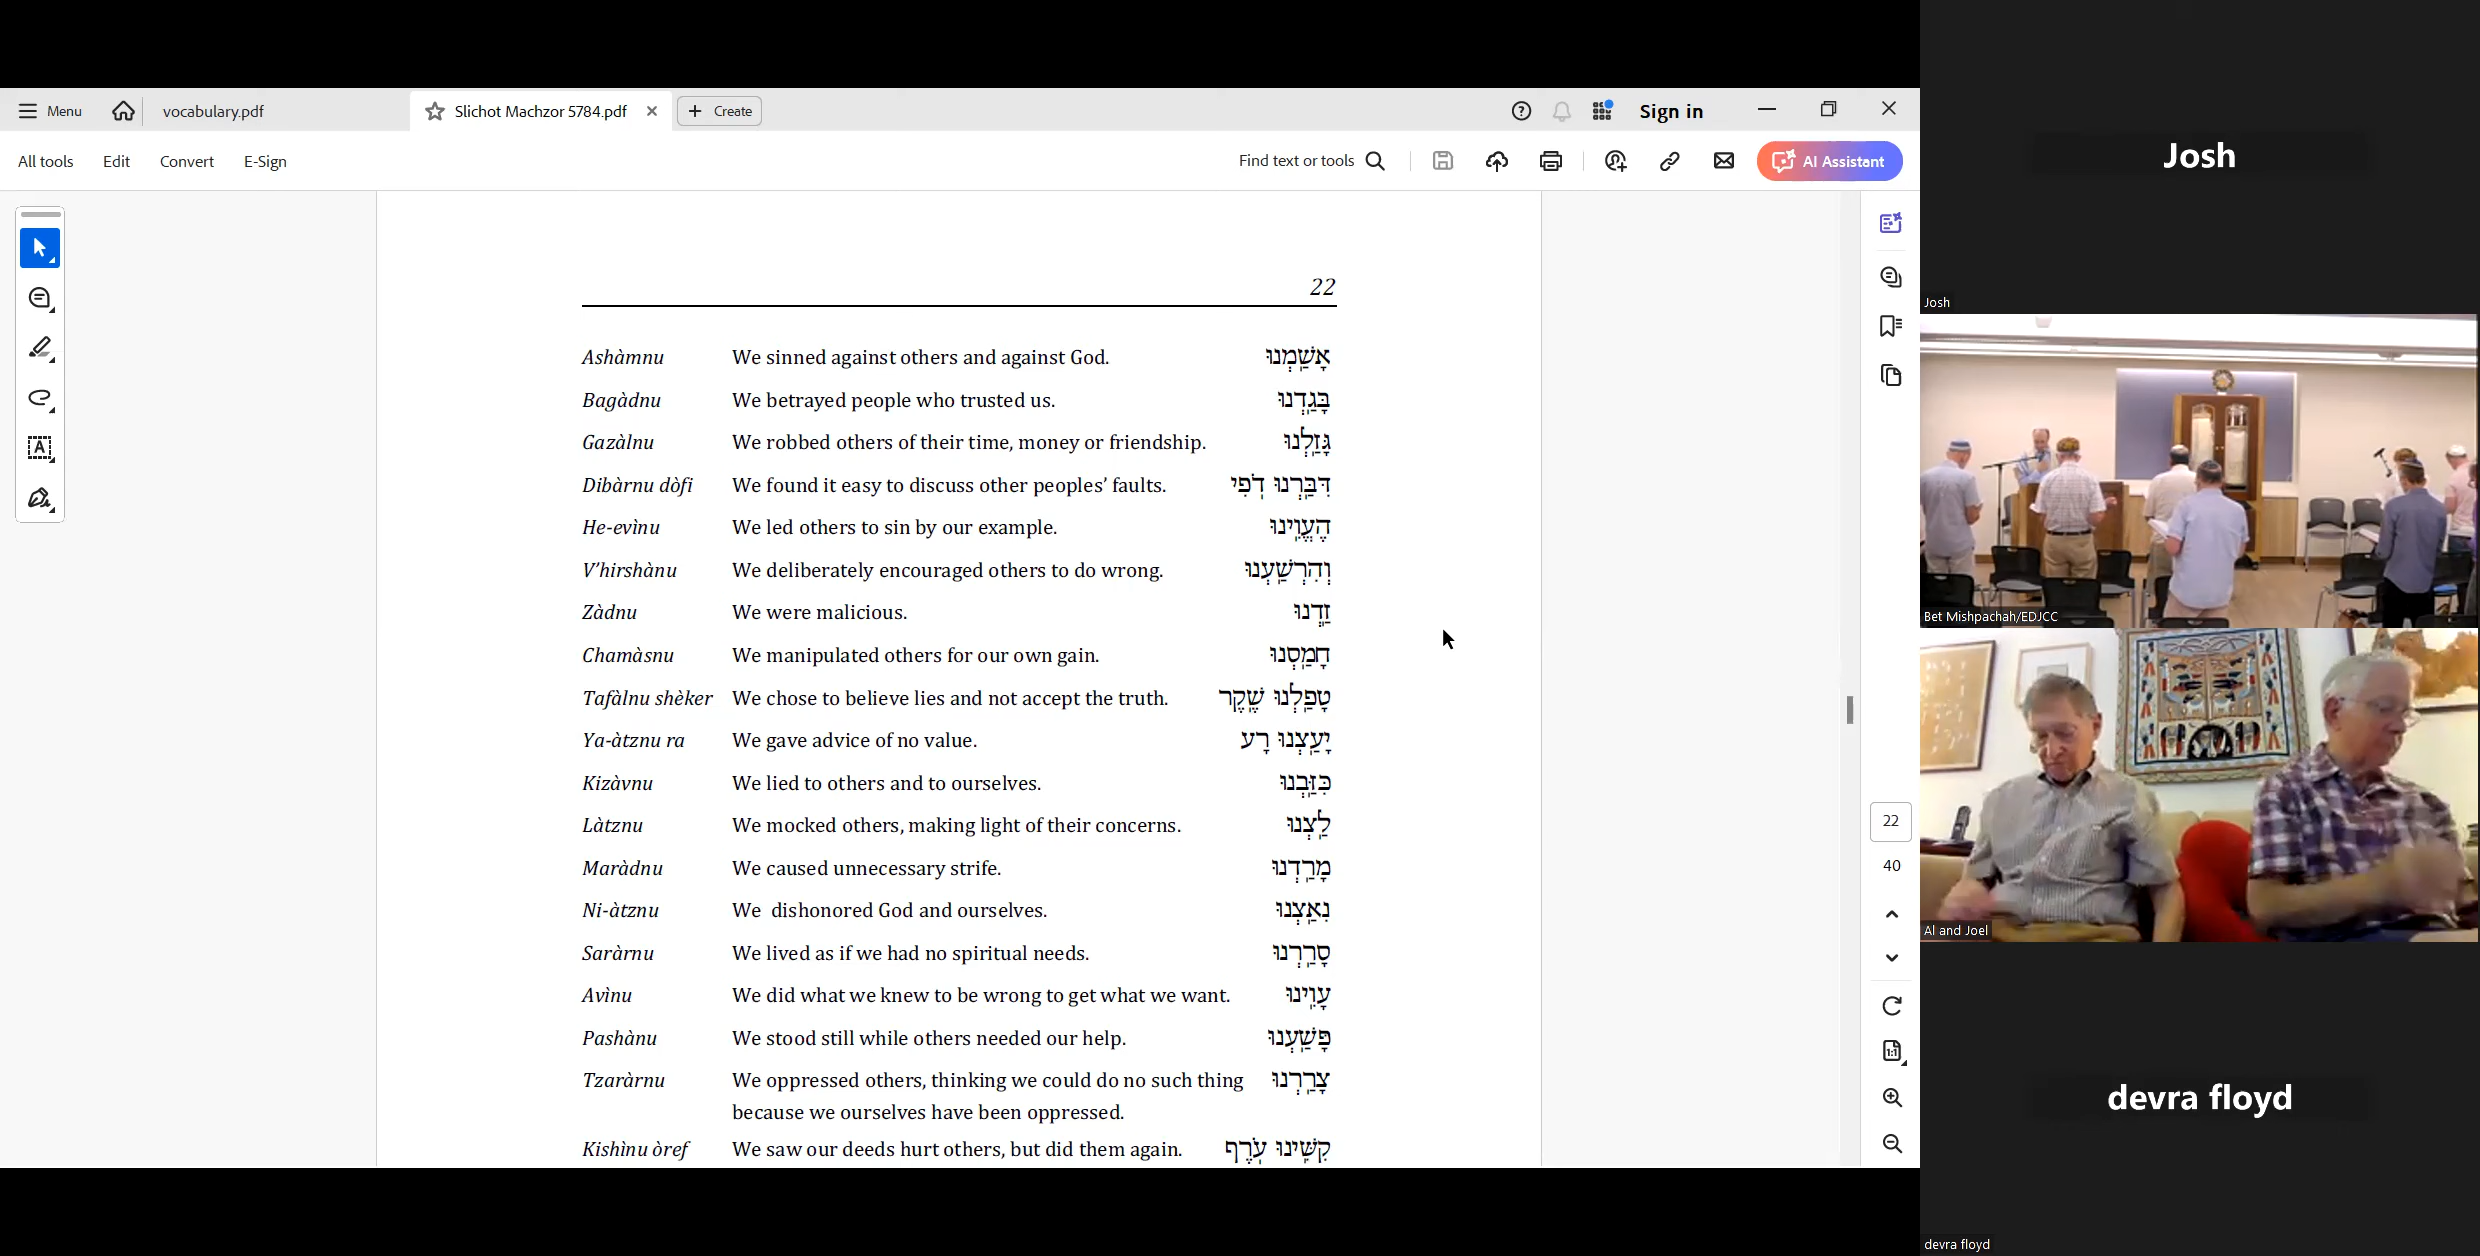 Menu
vocabulary.pdf
Slichot Machzor 5784.pdf
Create
Sign in
All tools
Edit
Convert
E-Sign
Find text or tools
AI Assistant
22
Ashàmnu We sinned against others and against God. אָשַֽׁמְנוּ
Bagàdnu We betrayed people who trusted us. בָּגַֽדְנוּ
Gazàlnu We robbed others of their time, money or friendship. גָּזַֽלְנוּ
Dibàrnu dòfi We found it easy to discuss other peoples’ faults. דִּבַּֽרְנוּ דֹֽפִי
He-evìnu We led others to sin by our example. הֶעֱוִֽינוּ
V’hirshànu We deliberately encouraged others to do wrong. וְהִרְשַֽׁעְנוּ
Zàdnu We were malicious. זַֽדְנוּ
Chamàsnu We manipulated others for our own gain. חָמַֽסְנוּ
Tafàlnu shèker We chose to believe lies and not accept the truth. טָפַֽלְנוּ שֶֽׁקֶר
Ya-àtznu ra We gave advice of no value. יָעַֽצְנוּ רָע
Kizàvnu We lied to others and to ourselves. כִּזַּֽבְנוּ
Làtznu We mocked others, making light of their concerns. לַֽצְנוּ
Maràdnu We caused unnecessary strife. מָרַֽדְנוּ
Ni-àtznu We  dishonored God and ourselves. נִאַֽצְנוּ
Saràrnu We lived as if we had no spiritual needs. סָרַֽרְנוּ
Avìnu We did what we knew to be wrong to get what we want. עָוִֽינוּ
Pashànu We stood still while others needed our help. פָּשַֽׁעְנוּ
Tzaràrnu We oppressed others, thinking we could do no such thing צָרַֽרְנוּ
because we ourselves have been oppressed.
Kishìnu òref We saw our deeds hurt others, but did them again. קִשִּֽׁינוּ עֹֽרֶף
22
40
1:1
Josh
Josh
Bet Mishpachah/EDJCC
Al and Joel
devra floyd
devra floyd